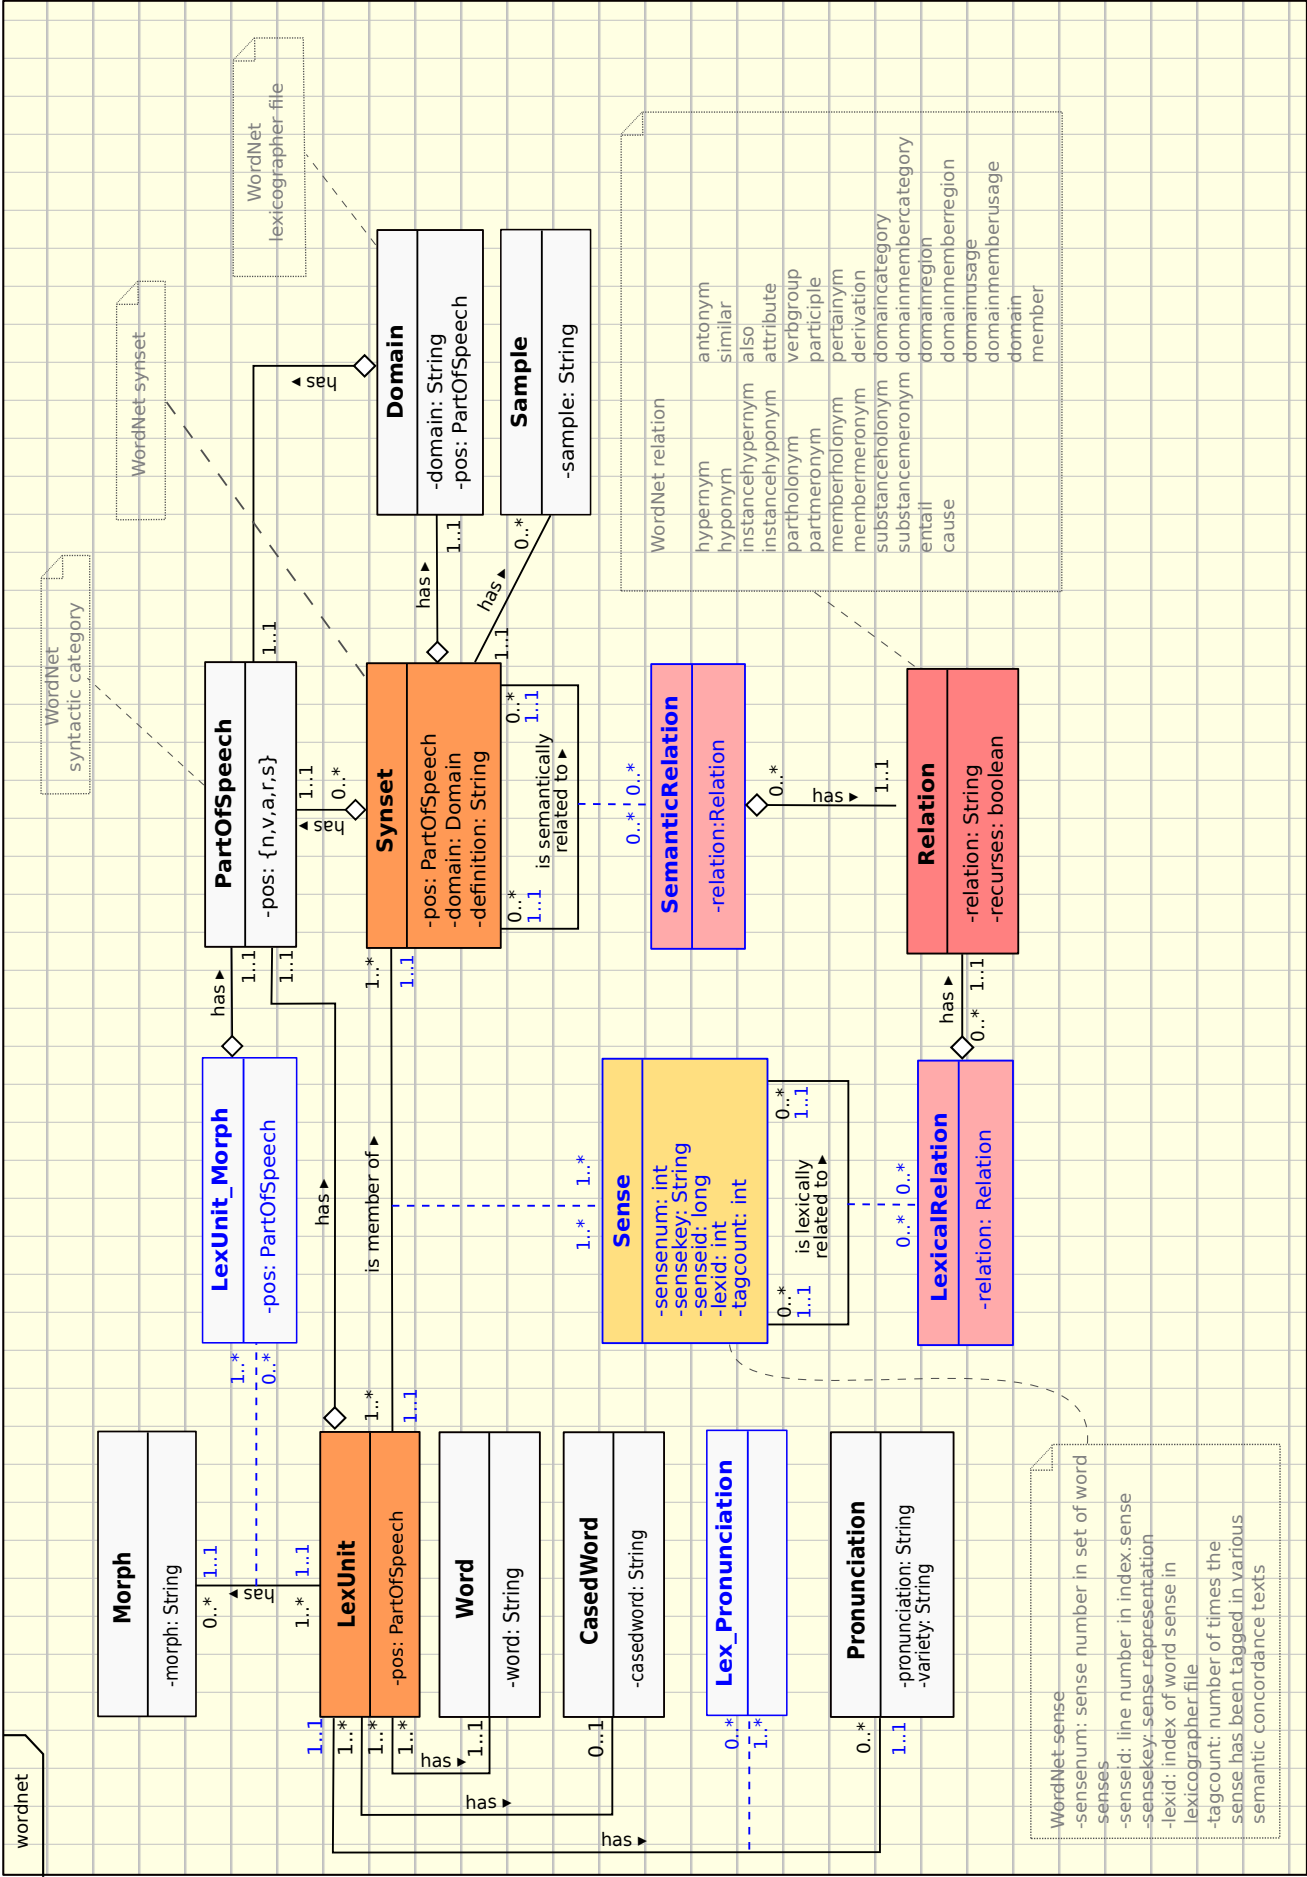 wordnet
Morph
-morph: String
0..*
1..1
has ▸
1..*
1..1
LexUnit
-pos: PartOfSpeech
Word
-word: String
CasedWord
-casedword: String
Lex_Pronunciation
Pronunciation
-pronunciation: String
-variety: String
1..1
1..*
1..*
1..*
has ▸
1..1
has ▸
0..1
has ▸
0..*
1..*
0..*
1..1
1..*
0..*
LexUnit_Morph
-pos: PartOfSpeech
has ▸
1..1
1..1
has ▸
1..*
1..1
is member of ▸
1..*
1..1
1..*
1..*
Sense
-sensenum: int
-sensekey: String
-senseid: long
-lexid: int
-tagcount: int
0..*
1..1
is lexically
related to ▸
0..*
1..1
0..*
0..*
LexicalRelation
-relation: Relation
has ▸
0..*
1..1
WordNet
syntactic category
PartOfSpeech
-pos: {n,v,a,r,s}
1..1
has ▸
1..1
0..*
has ▸
Synset
-pos: PartOfSpeech
-domain: Domain
-definition: String
0..*
1..1
is semantically
related to ▸
0..*
1..1
0..*
0..*
SemanticRelation
-relation:Relation
0..*
has ▸
1..1
Relation
-relation: String
-recurses: boolean
WordNet synset
WordNet
lexicographer file
has ▸
1..1
has ▸
1..1
0..*
Domain
-domain: String
-pos: PartOfSpeech
Sample
-sample: String
WordNet relation
hypernym
hyponym
instancehypernym
instancehyponym
partholonym
partmeronym
memberholonym
membermeronym
substanceholonym
substancemeronym
entail
cause
antonym
similar
also
attribute
verbgroup
participle
pertainym
derivation
domaincategory
domainmembercategory
domainregion
domainmemberregion
domainusage
domainmemberusage
domain
member
WordNet sense
-sensenum: sense number in set of word
senses
-senseid: line number in index.sense
-sensekey: sense representation
-lexid: index of word sense in
lexicographer file
-tagcount: number of times the
sense has been tagged in various
semantic concordance texts